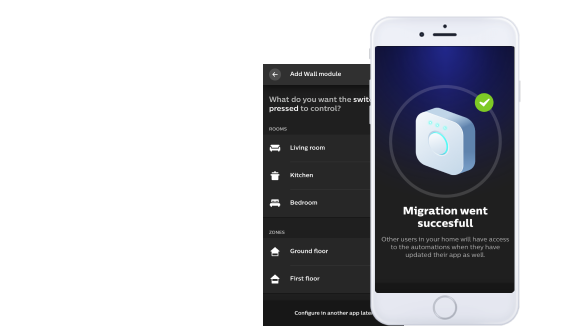 Add Wall module
What do you want the
pressed to control?
ROOMS
Living room
Kitchen
Bedroom
ZONES
Ground floor
First floor
Configure in another app
Migration went
succesfull
Other users in your home will have access
to the automations when they have
updated their app as well.